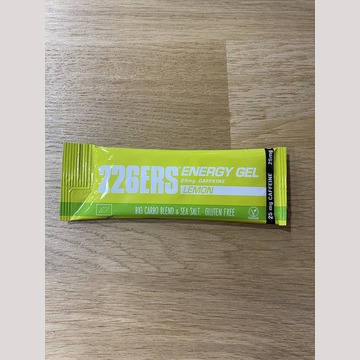 226ERS
ENERGY GEL
25mg CAFFEINE
LEMON
BIO CARBO BLEND & SEA SALT · GLUTEN FREE
25 mg CAFFEINE
25mg